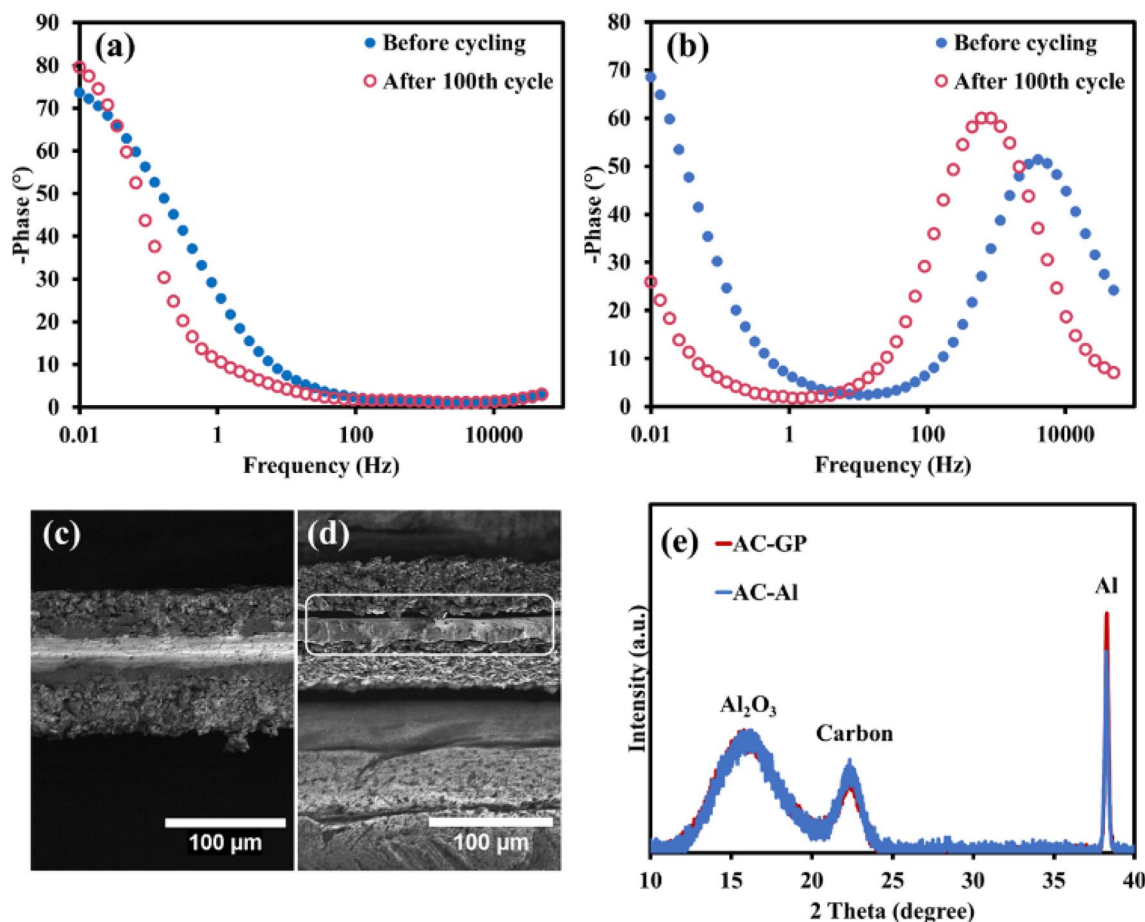 (a)
Before cycling
After 100th cycle
90
80
70
60
50
40
30
20
10
0
-Phase (°)
0.01
1
100
10000
Frequency (Hz)
(b)
Before cycling
After 100th cycle
80
70
60
50
40
30
20
10
0
-Phase (°)
0.01
1
100
10000
Frequency (Hz)
(c)
100 µm
(d)
100 µm
(e)
AC-GP
AC-Al
Al
Al₂O₃
Carbon
Intensity (a.u.)
10
15
20
25
30
35
40
2 Theta (degree)